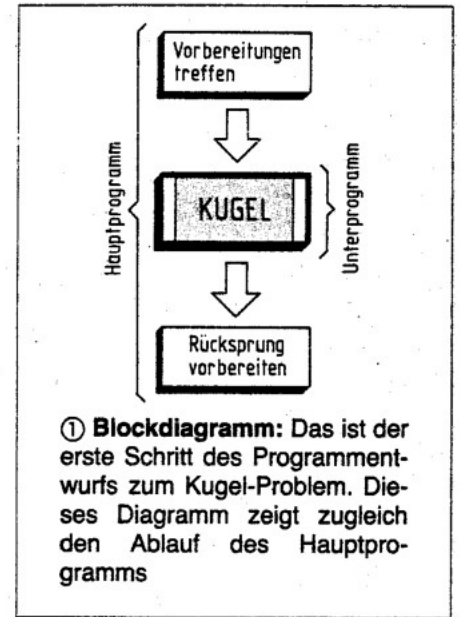 Vorbereitungen
treffen
Hauptprogramm
KUGEL
Unterprogramm
Rücksprung
vorbereiten
① Blockdiagramm: Das ist der
erste Schritt des Programment-
wurfs zum Kugel-Problem. Die-
ses Diagramm zeigt zugleich
den Ablauf des Hauptpro-
gramms